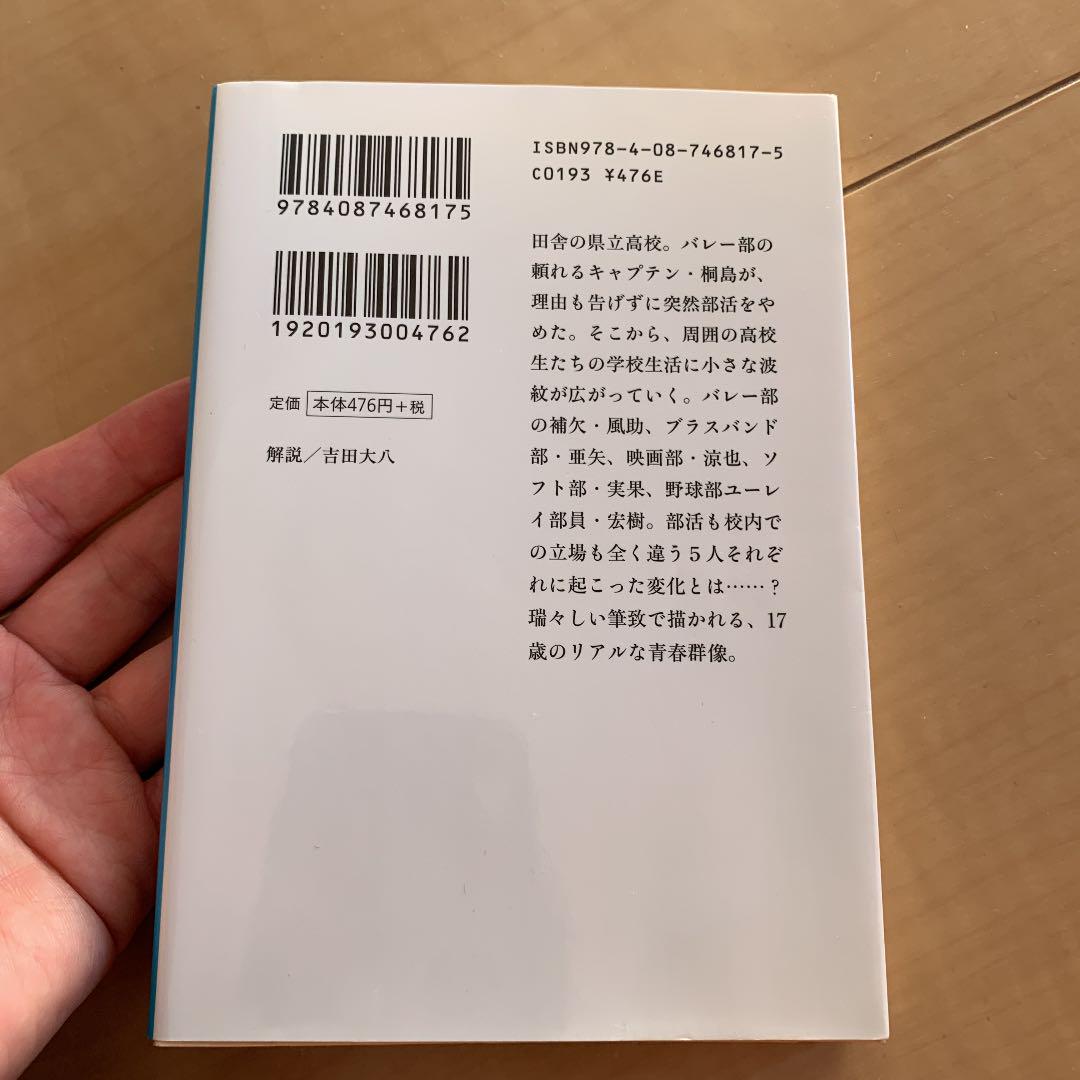 9784087468175
1920193004762
定価 本体476円+税
解説／吉田大八
ISBN978-4-08-746817-5
C0193 ¥476E
田舎の県立高校。バレー部の
頼れるキャプテン・桐島が、
理由も告げずに突然部活をや
めた。そこから、周囲の高校
生たちの学校生活に小さな波
紋が広がっていく。バレー部
の補欠・風助、ブラスバンド
部・亜矢、映画部・涼也、ソ
フト部・実果、野球部ユーレ
イ部員・宏樹。部活も校内で
の立場も全く違う５人それぞ
れに起こった変化とは……？
瑞々しい筆致で描かれる、17
歳のリアルな青春群像。